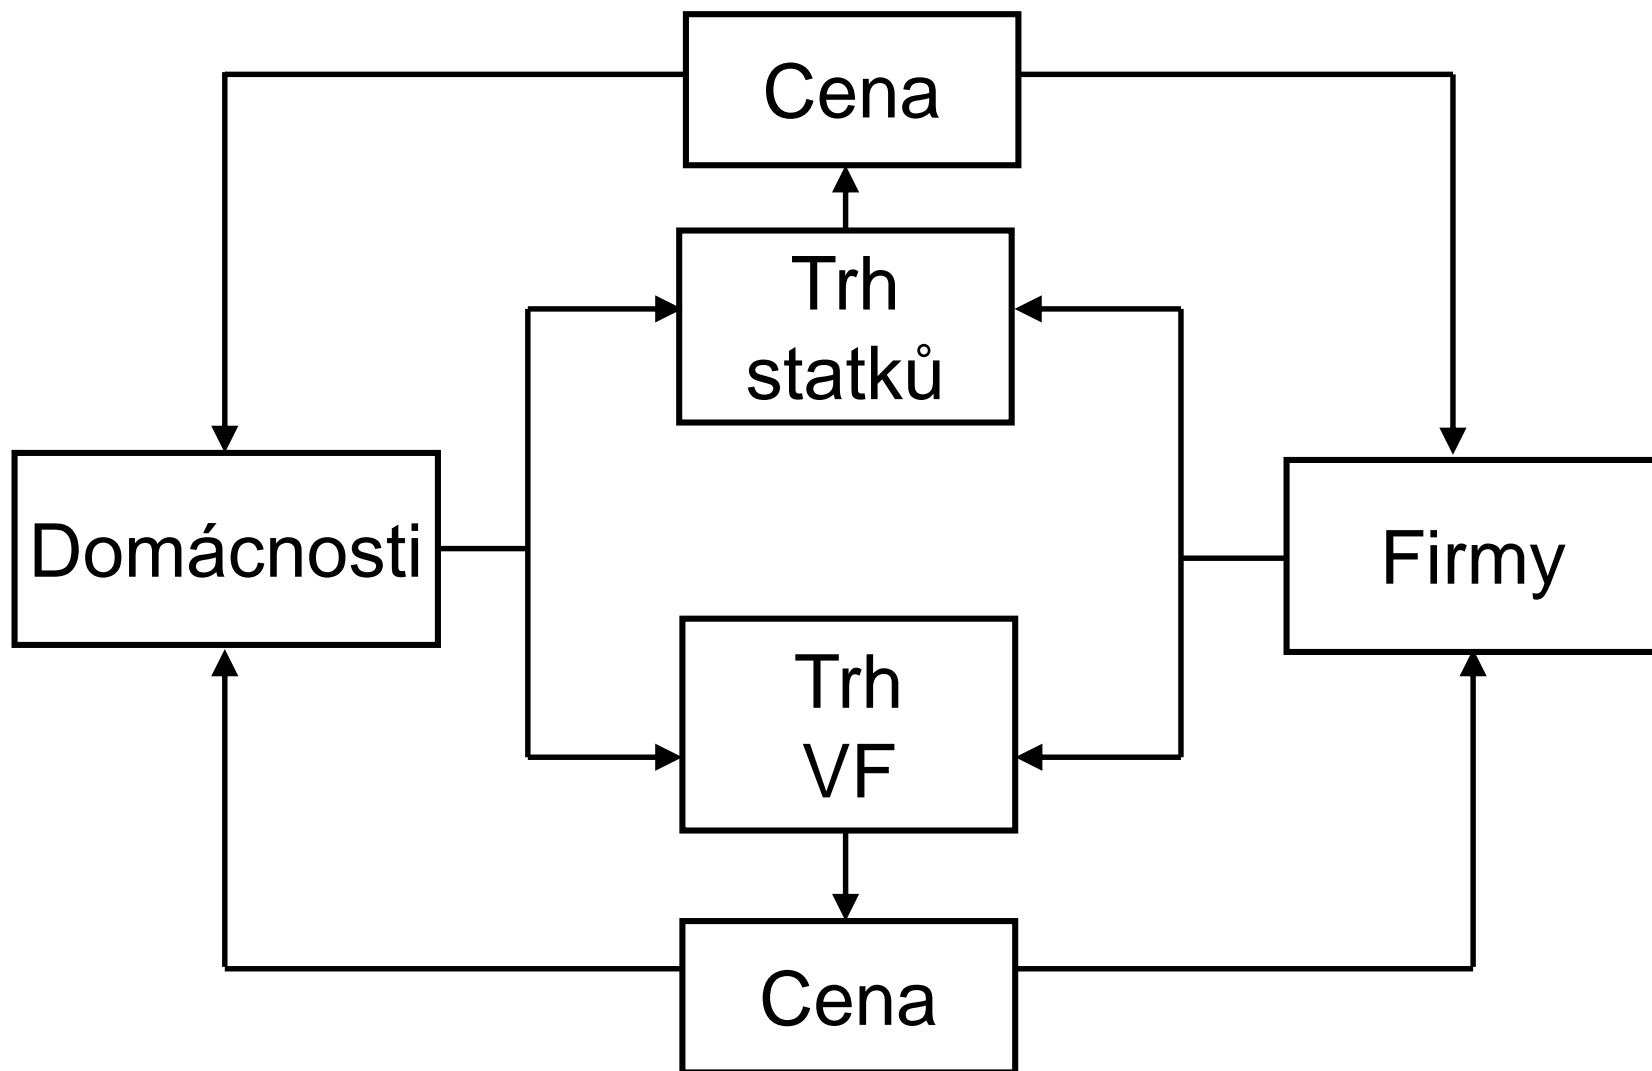 Cena
Trh
statků
Domácnosti
Firmy
Trh
VF
Cena